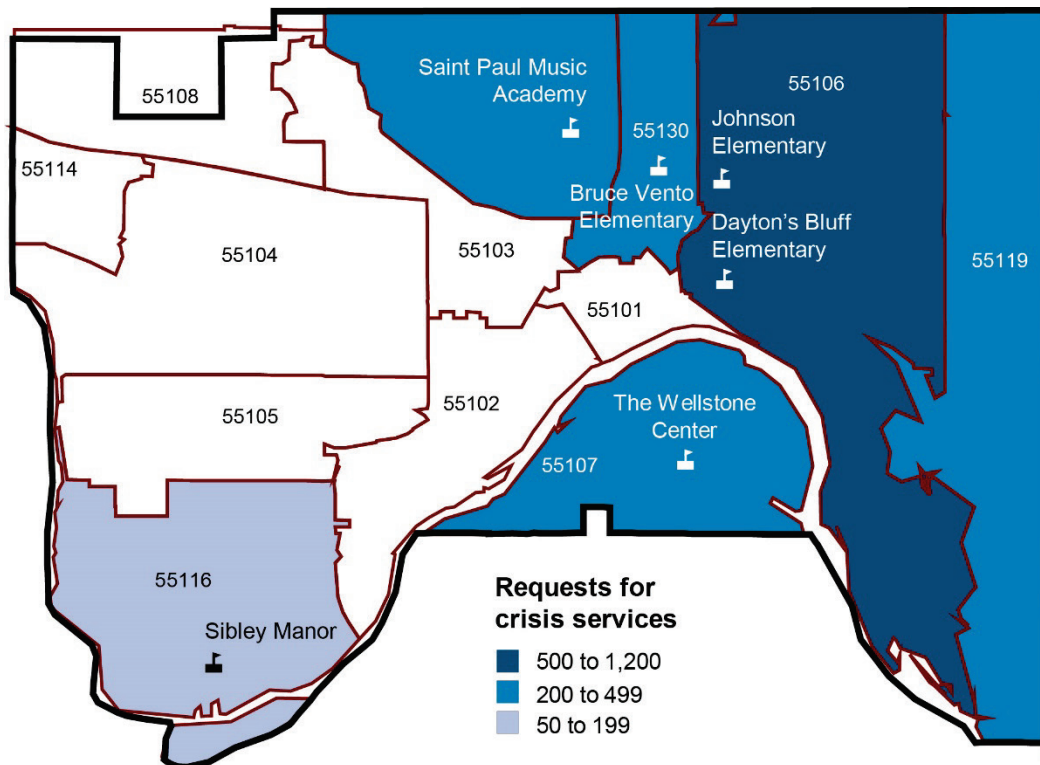 55108
Saint Paul Music
Academy
55106
55130
Johnson
Elementary
55114
Bruce Vento
Elementary
Dayton's Bluff
Elementary
55104
55103
55119
55101
55105
55102
The Wellstone
Center
55107
55116
Sibley Manor
Requests for
crisis services
500 to 1,200
200 to 499
50 to 199